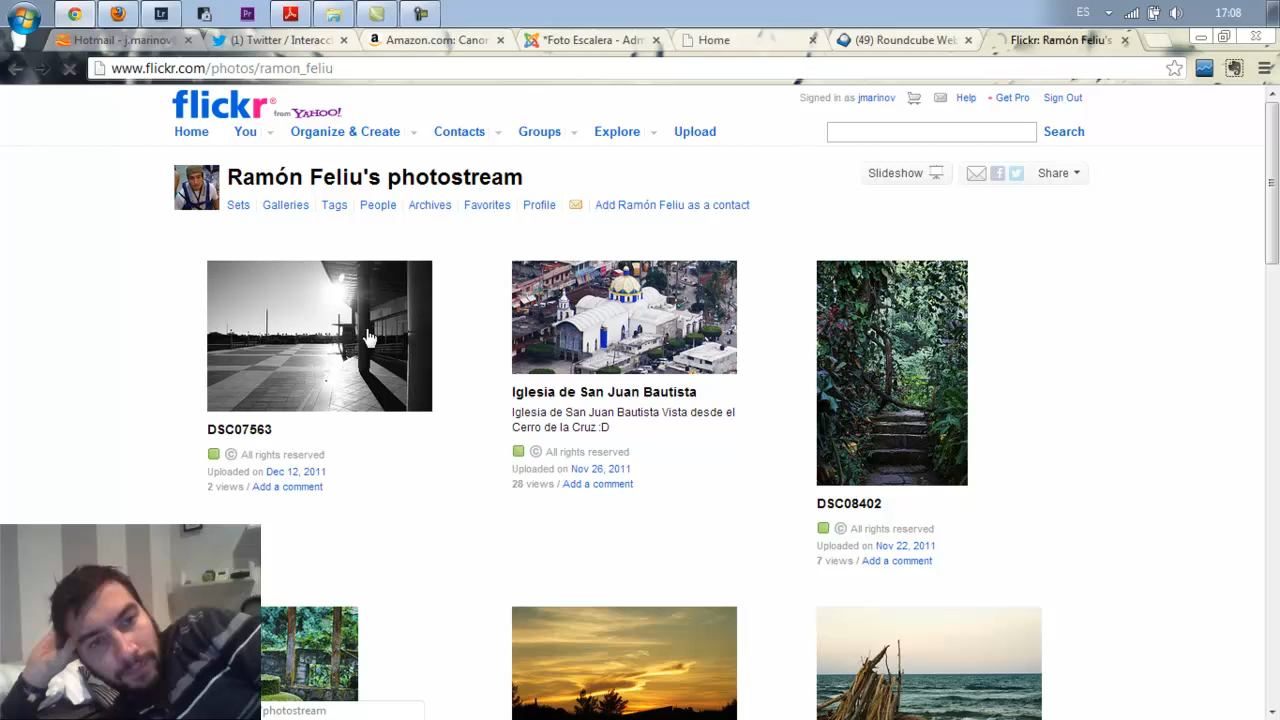 ES 17:08
Hotmail - j.marinov
(1) Twitter / Interacc
Amazon.com: Canon
*Foto Escalera - Adm
Home
(49) Roundcube Web
Flickr: Ramón Feliu's
www.flickr.com/photos/ramon_feliu
flickr from YAHOO!
Signed in as jmarinov Help Get Pro Sign Out
Home You Organize & Create Contacts Groups Explore Upload Search
Ramón Feliu's photostream
Slideshow Share
Sets Galleries Tags People Archives Favorites Profile Add Ramón Feliu as a contact
DSC07563
© All rights reserved
Uploaded on Dec 12, 2011
2 views / Add a comment
Iglesia de San Juan Bautista
Iglesia de San Juan Bautista Vista desde el
Cerro de la Cruz :D
© All rights reserved
Uploaded on Nov 26, 2011
28 views / Add a comment
DSC08402
© All rights reserved
Uploaded on Nov 22, 2011
7 views / Add a comment
photostream